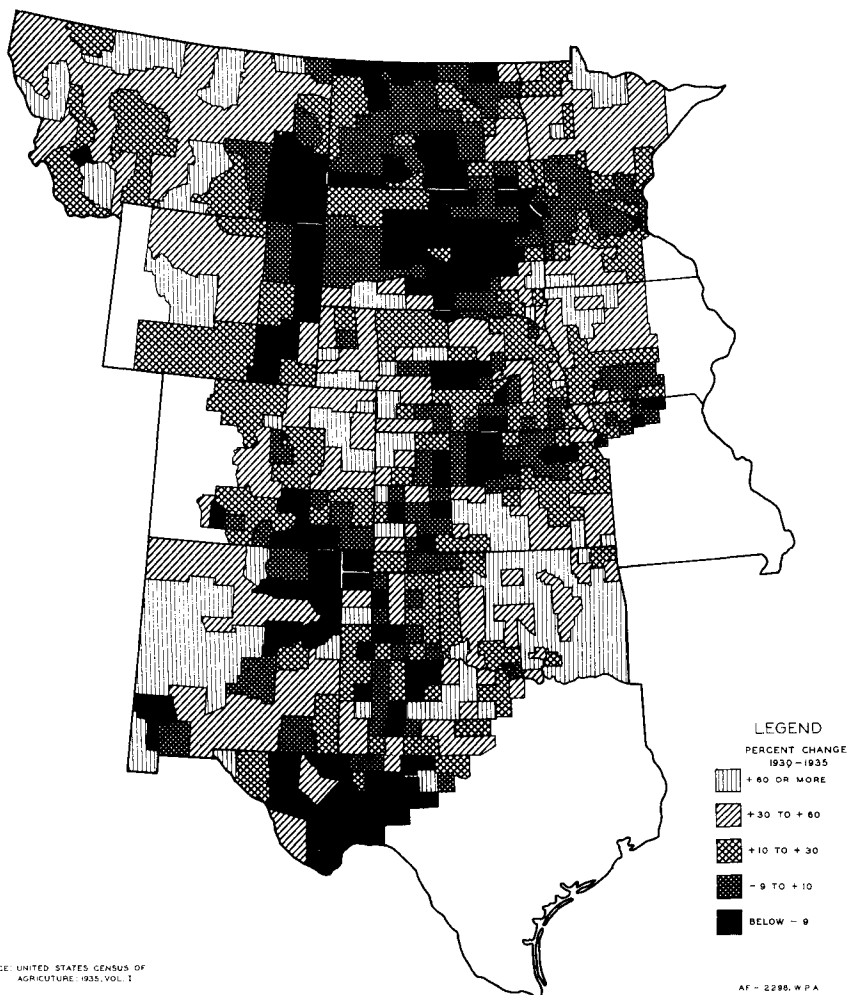 LEGEND
PERCENT CHANGE
1930-1935
+ 60 OR MORE
+30 TO + 60
+10 TO + 30
- 9 TO + 10
BELOW - 9
CE: UNITED STATES CENSUS OF
AGRICUTURE: 1935, VOL. I
AF - 2298, W P A